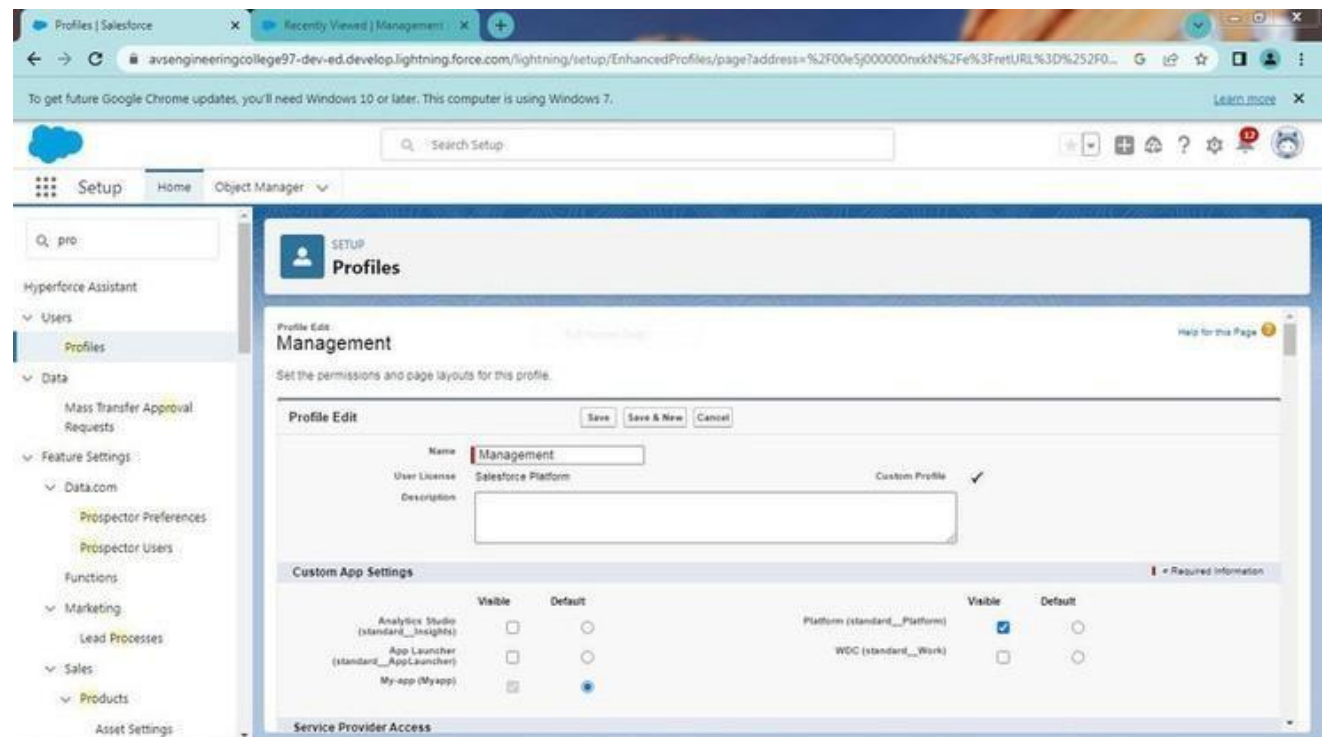 Profiles | Salesforce
Recently Viewed | Management
avsengineeringcollege97-dev-ed.develop.lightning.force.com/lightning/setup/EnhancedProfiles/page?address=%2F00e5j000000nxkN%2Fe%3FretURL%3D%252F0...
To get future Google Chrome updates, you'll need Windows 10 or later. This computer is using Windows 7.
Learn more
Search Setup
Setup
Home
Object Manager
pro
Hyperforce Assistant
Users
Profiles
Data
Mass Transfer Approval
Requests
Feature Settings
Data.com
Prospector Preferences
Prospector Users
Functions
Marketing
Lead Processes
Sales
Products
Asset Settings
SETUP
Profiles
Profile Edit
Management
Help for this Page
Set the permissions and page layouts for this profile.
Profile Edit
Save
Save & New
Cancel
Name
Management
User License
Salesforce Platform
Custom Profile
Description
Custom App Settings
= Required Information
Visible Default
Visible Default
Analytics Studio
(standard__Insights)
Platform (standard__Platform)
App Launcher
(standard__AppLauncher)
WDC (standard__Work)
My-app (Myapp)
Service Provider Access